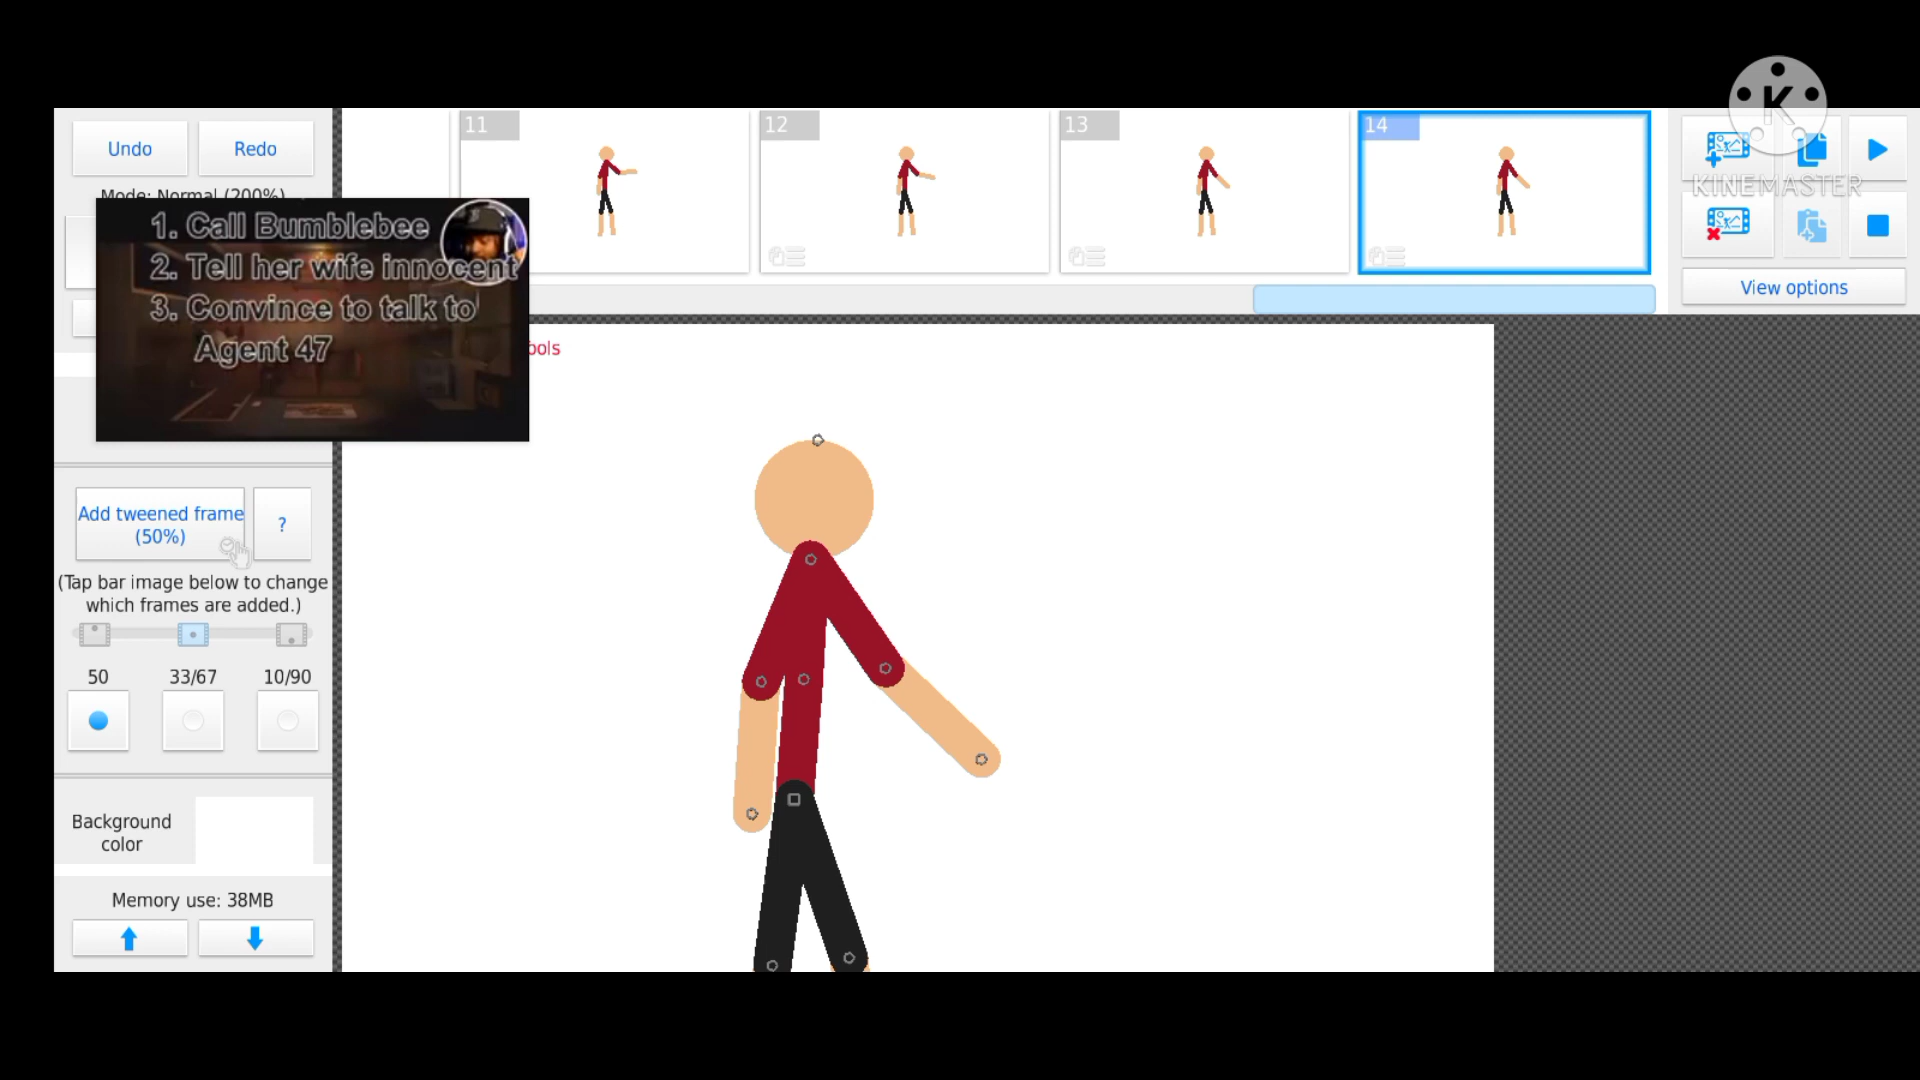 11
12
13
14
KINEMASTER
Undo
Redo
Mode: Normal (200%)
1. Call Bumblebee
2. Tell her wife innocent
3. Convince to talk to
Agent 47
View options
ools
Add tweened frame
(50%)
?
(Tap bar image below to change
which frames are added.)
50
33/67
10/90
Background
color
Memory use: 38MB